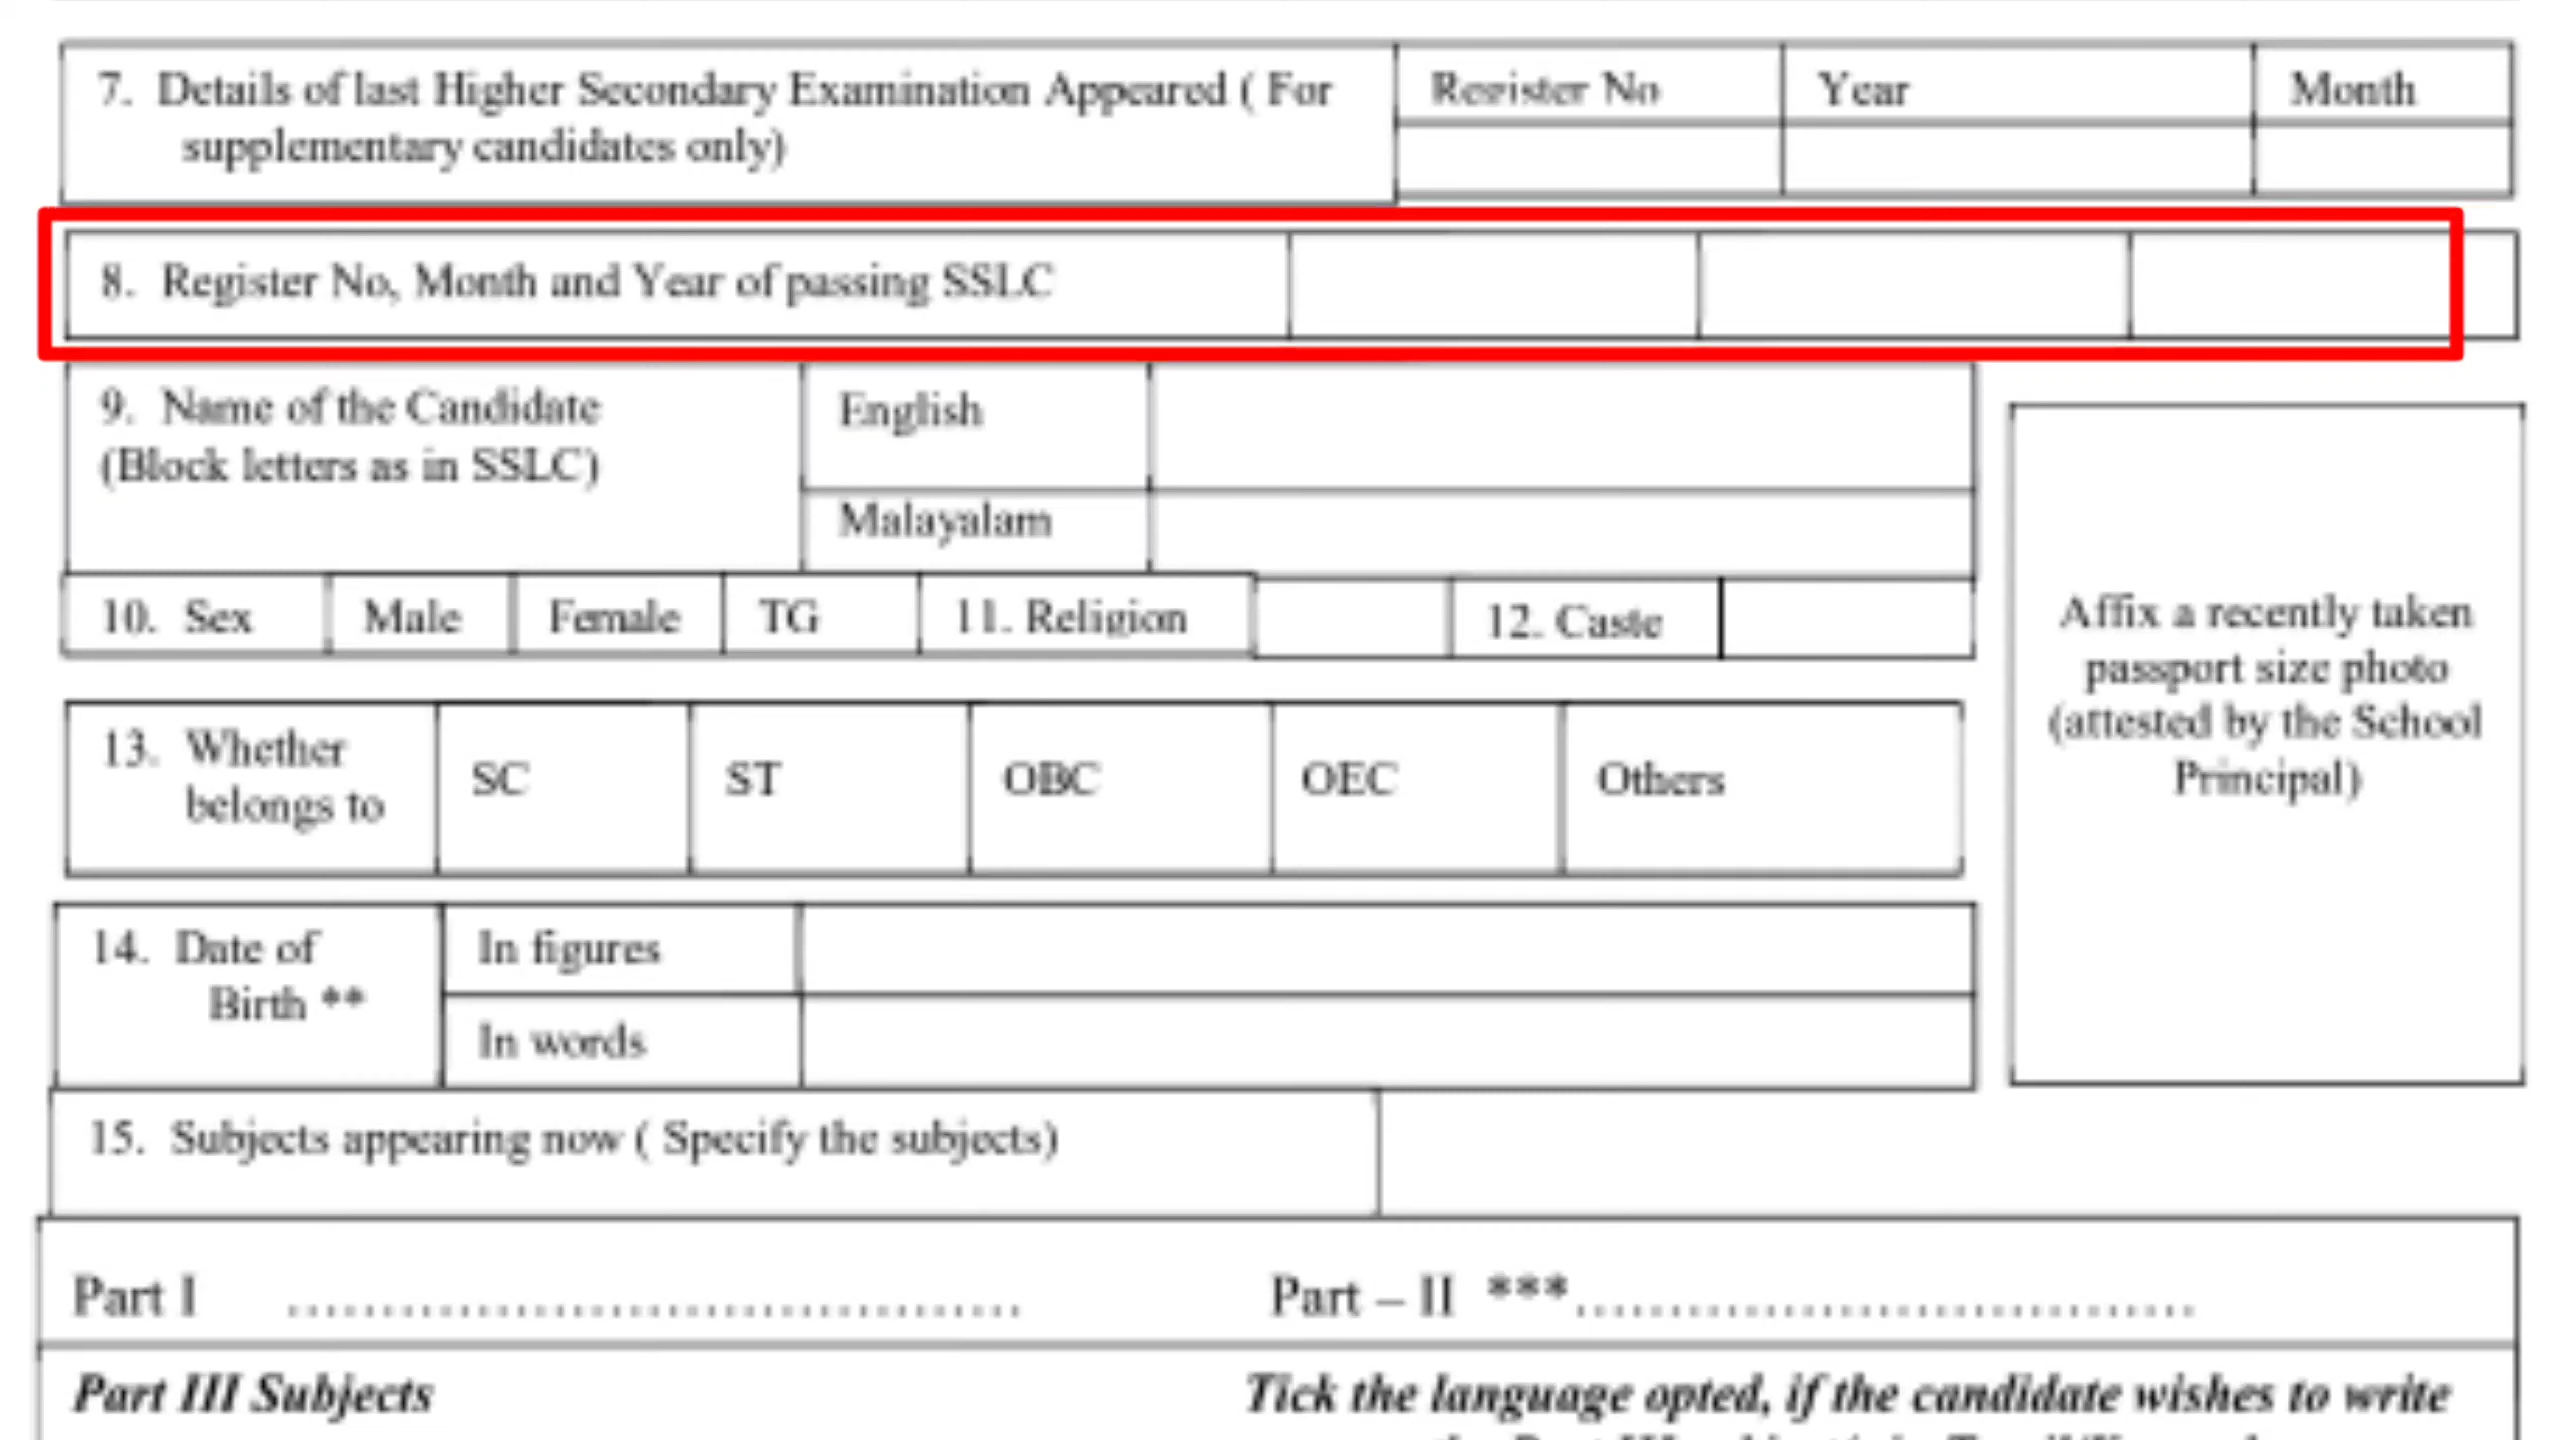 7. Details of last Higher Secondary Examination Appeared ( For
supplementary candidates only)
Register No
Year
Month
8. Register No, Month and Year of passing SSLC
9. Name of the Candidate
(Block letters as in SSLC)
English
Malayalam
10. Sex
Male
Female
TG
11. Religion
12. Caste
Affix a recently taken
passport size photo
(attested by the School
Principal)
13. Whether
belongs to
SC
ST
OBC
OEC
Others
14. Date of
Birth **
In figures
In words
15. Subjects appearing now ( Specify the subjects)
Part I ......................................
Part – II ***................................
Part III Subjects
Tick the language opted, if the candidate wishes to write